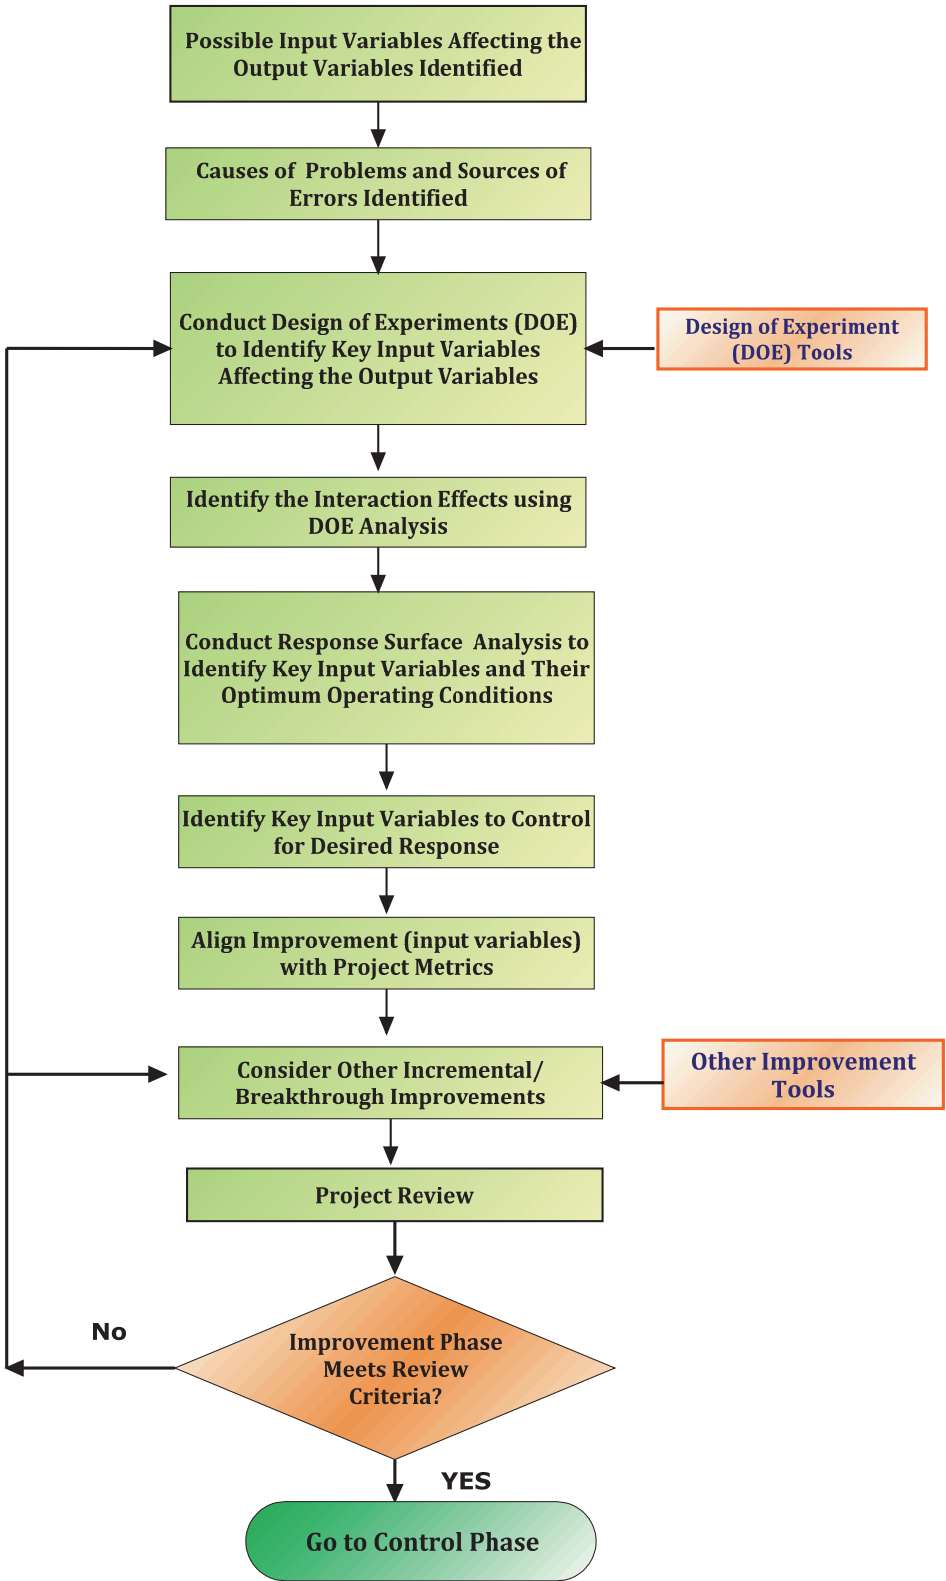 Possible Input Variables Affecting the
Output Variables Identified
Causes of Problems and Sources of
Errors Identified
Conduct Design of Experiments (DOE)
to Identify Key Input Variables
Affecting the Output Variables
Design of Experiment
(DOE) Tools
Identify the Interaction Effects using
DOE Analysis
Conduct Response Surface Analysis to
Identify Key Input Variables and Their
Optimum Operating Conditions
Identify Key Input Variables to Control
for Desired Response
Align Improvement (input variables)
with Project Metrics
Consider Other Incremental/
Breakthrough Improvements
Other Improvement
Tools
Project Review
Improvement Phase
Meets Review
Criteria?
No
YES
Go to Control Phase